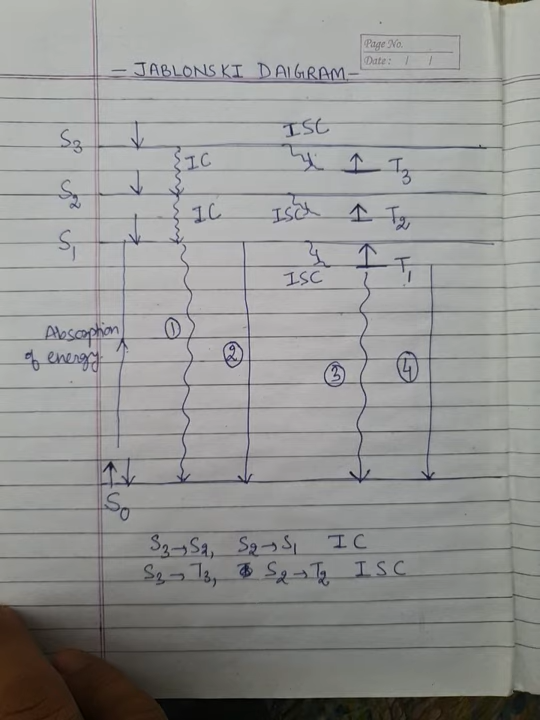 Page No.
Date: / /
- JABLONSKI DAIGRAM -
ISC
S3
IC
T3
S2
IC
ISC
T2
S1
ISC
T1
Absorption
of energy
①
②
③
④
S0
S3→S2, S2→S1 IC
S3→T3, S2→T2 ISC